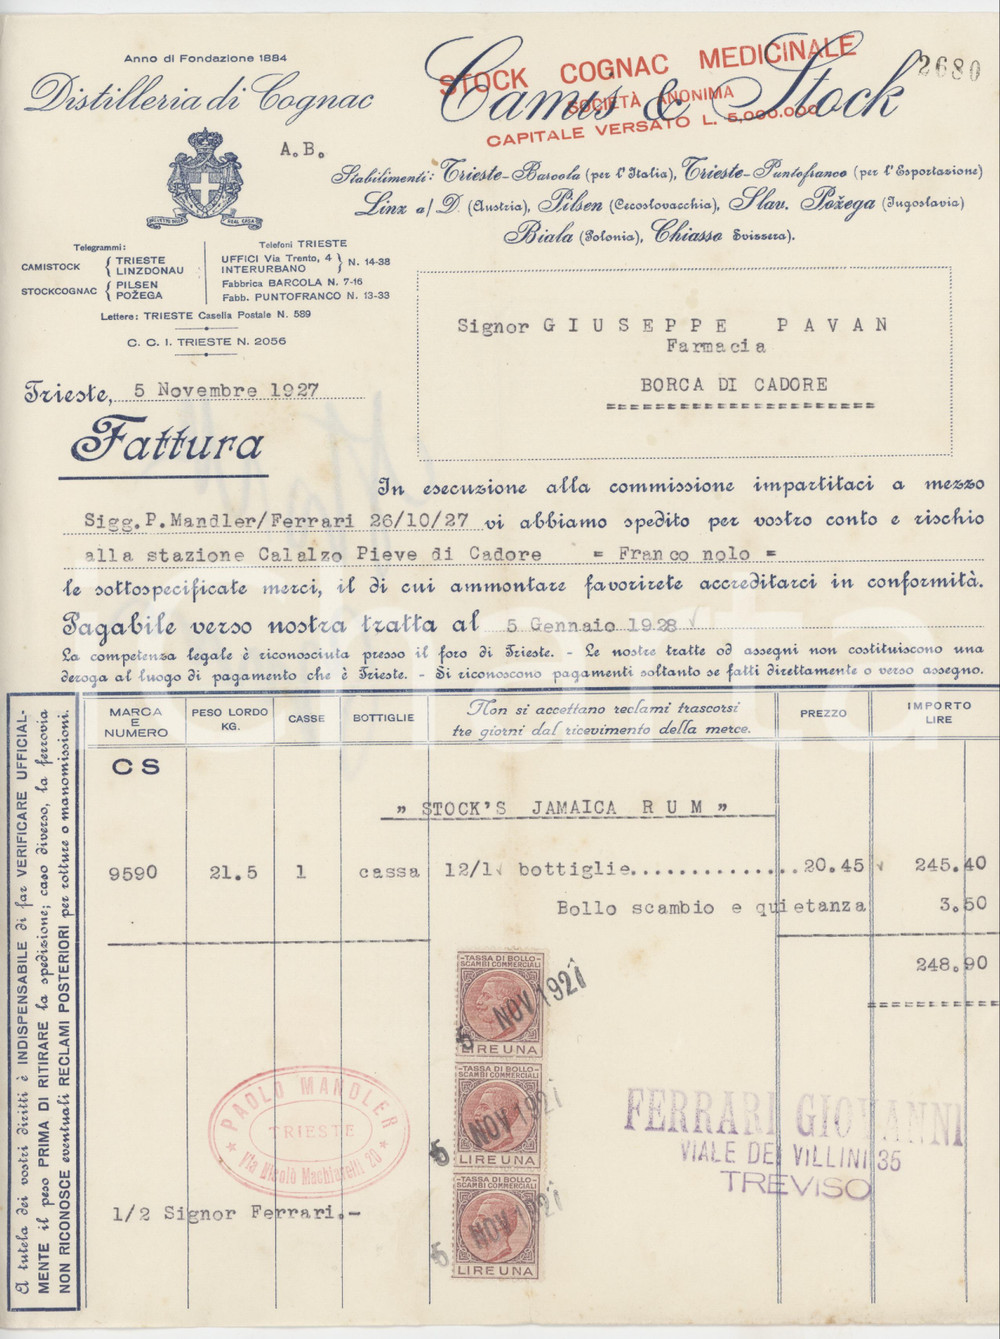 Anno di Fondazione 1884
Distilleria di Cognac
Camis & Stock
STOCK COGNAC MEDICINALE
SOCIETÀ ANONIMA
CAPITALE VERSATO L. 5,000.000
2680
A.B.
Stabilimenti: Trieste-Barcola (per l'Italia), Trieste-Puntofranco (per l'Esportazione)
Linz a/D. (Austria), Pilsen (Cecoslovacchia), Slav. Požega (Jugoslavia)
Biala (Polonia), Chiasso Svizzera).
Telegrammi:
CAMISTOCK { TRIESTE
LINZDONAU
STOCKCOGNAC { PILSEN
POŽEGA
Telefoni TRIESTE
UFFICI Via Trento, 4 } N. 14-38
INTERURBANO
Fabbrica BARCOLA N. 7-16
Fabb. PUNTOFRANCO N. 13-33
Lettere: TRIESTE Casella Postale N. 589
C. C. I. TRIESTE N. 2056
Signor GIUSEPPE PAVAN
Farmacia
BORCA DI CADORE
Trieste, 5 Novembre 1927
Fattura
In esecuzione alla commissione impartitaci a mezzo
Sigg.P.Mandler/Ferrari 26/10/27 vi abbiamo spedito per vostro conto e rischio
alla stazione Calalzo Pieve di Cadore = Franco nolo =
le sottospecificate merci, il di cui ammontare favorirete accreditarci in conformità.
Pagabile verso nostra tratta al 5 Gennaio 1928
La competenza legale è riconosciuta presso il foro di Trieste. - Le nostre tratte od assegni non costituiscono una
deroga al luogo di pagamento che è Trieste. - Si riconoscono pagamenti soltanto se fatti direttamente o verso assegno.
A tutela dei vostri diritti è INDISPENSABILE di far VERIFICARE UFFICIAL-
MENTE il peso PRIMA DI RITIRARE la spedizione; caso diverso, la ferrovia
NON RICONOSCE eventuali RECLAMI POSTERIORI per rotture o manomissioni.
MARCA E NUMERO
PESO LORDO KG.
CASSE
BOTTIGLIE
Non si accettano reclami trascorsi
tre giorni dal ricevimento della merce.
PREZZO
IMPORTO LIRE
CS
„ STOCK'S JAMAICA RUM „
9590 21.5 1 cassa 12/1 bottiglie..............20.45 245.40
Bollo scambio e quietanza 3.50
248.90
TASSA DI BOLLO
SCAMBI COMMERCIALI
LIRE UNA
5 NOV 1927
TASSA DI BOLLO
SCAMBI COMMERCIALI
LIRE UNA
5 NOV 1927
TASSA DI BOLLO
SCAMBI COMMERCIALI
LIRE UNA
5 NOV 1927
PAOLO MANDLER
TRIESTE
Via Nicolò Machiavelli 20
FERRARI GIOVANNI
VIALE DEI VILLINI 35
TREVISO
1/2 Signor Ferrari.-